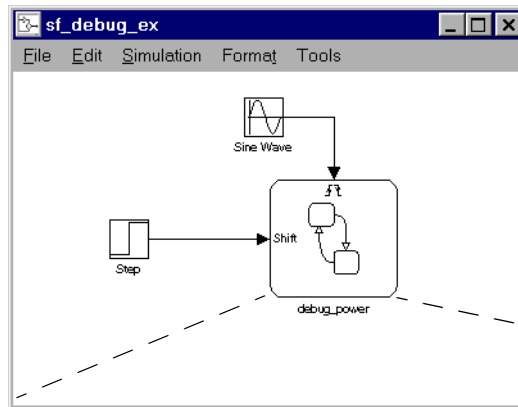 sf_debug_ex
File Edit Simulation Format Tools
Sine Wave
Shift
Step
debug_power